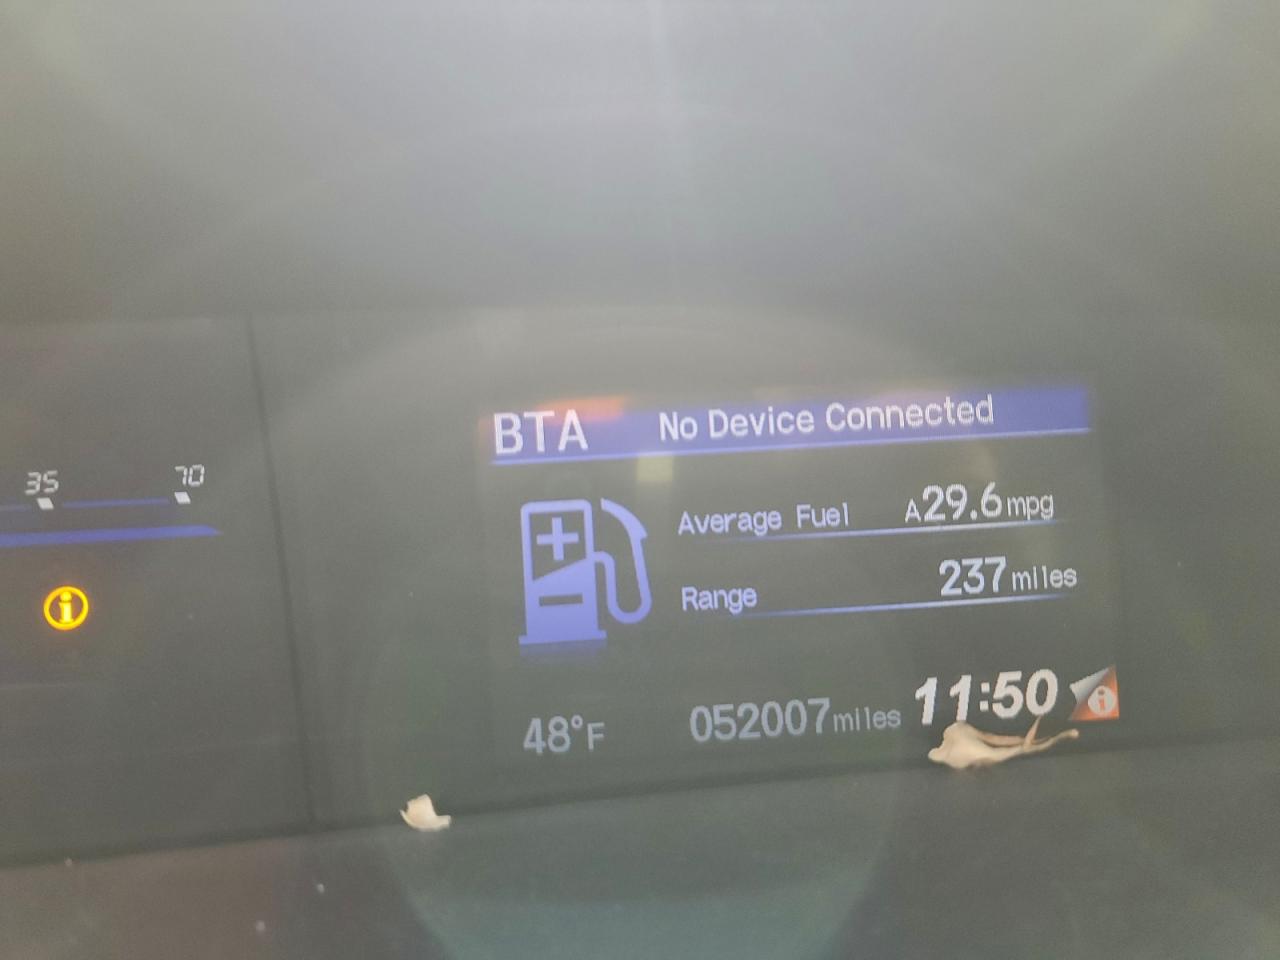 BTA No Device Connected
35 70
Average Fuel A29.6mpg
Range 237miles
48°F 052007miles 11:50